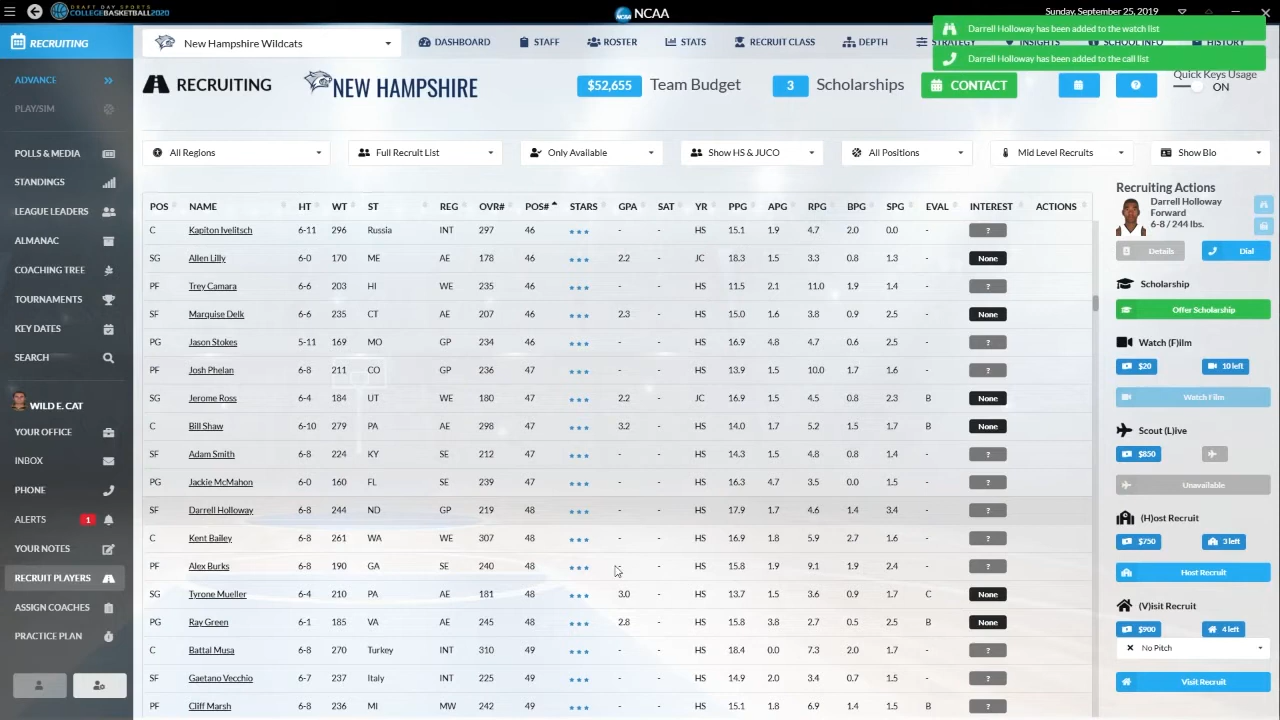 DRAFT DAY SPORTS
COLLEGE BASKETBALL 2020
NCAA NCAA
Sunday, September 25, 2019
Darrell Holloway has been added to the watch list
Darrell Holloway has been added to the call list
RECRUITING
New Hampshire Wildcats
DASHBOARD STAFF ROSTER STATS RECRUIT CLASS DEPTH STRATEGY INSIGHTS SCHOOL INFO HISTORY
ADVANCE
PLAY/SIM
POLLS & MEDIA
STANDINGS
LEAGUE LEADERS
ALMANAC
COACHING TREE
TOURNAMENTS
KEY DATES
SEARCH
WILD E. CAT
YOUR OFFICE
INBOX
PHONE
ALERTS 1
YOUR NOTES
RECRUIT PLAYERS
ASSIGN COACHES
PRACTICE PLAN
RECRUITING NEW HAMPSHIRE $52,655 Team Budget 3 Scholarships CONTACT
Quick Keys Usage
ON
All Regions Full Recruit List Only Available Show HS & JUCO All Positions Mid Level Recruits Show Bio
POS NAME HT WT ST REG OVR# POS# STARS GPA SAT YR PPG APG RPG BPG SPG EVAL INTEREST ACTIONS
C Kapiton Ivelitsch 6-11 296 Russia INT 297 46 - - HS 15.1 1.9 4.7 2.0 0.0 - ?
SG Allen Lilly 6-0 170 ME AE 178 46 2.2 - HS 18.3 1.5 3.3 0.8 1.3 - None
PF Trey Camara 6-6 203 HI WE 235 46 - - HS 11.5 2.1 11.0 1.9 1.4 - ?
SF Marquise Delk 6-6 235 CT AE 207 46 2.3 - HS 15.0 1.6 3.8 0.9 2.5 - None
PG Jason Stokes 5-11 169 MO GP 234 46 - - HS 16.9 4.8 4.7 0.6 2.5 - ?
PF Josh Phelan 6-8 211 CO GP 236 47 - - HS 13.9 1.5 10.0 1.7 1.6 - ?
SG Jerome Ross 6-4 184 UT WE 180 47 2.2 - HS 16.9 1.5 4.5 0.8 2.3 B None
C Bill Shaw 6-10 279 PA AE 298 47 3.2 - HS 14.0 1.7 5.2 1.5 1.7 B None
SF Adam Smith 6-8 224 KY SE 212 47 - - HS 14.3 1.5 4.8 0.8 1.4 - ?
PG Jackie McMahon 6-0 160 FL SE 239 47 - - HS 16.3 4.7 3.5 0.0 1.5 - ?
SF Darrell Holloway 6-8 244 ND GP 219 48 - - HS 17.9 1.7 4.6 1.4 3.4 - ?
C Kent Bailey 6-8 261 WA WE 307 48 - - HS 16.9 1.8 5.9 2.7 1.6 - ?
PF Alex Burks 190 GA SE 240 48 - - HS 15.8 1.9 9.1 1.9 2.4 - ?
SG Tyrone Mueller 6-4 210 PA AE 181 48 3.0 - HS 13.7 1.5 3.6 1.9 3.7 C None
PG Ray Green 6-1 185 VA AE 245 48 2.8 - HS 15.8 3.8 2.7 0.5 2.5 B None
C Battal Musa 6-8 270 Turkey INT 310 49 - - HS 18.4 0.0 7.3 2.0 0.0 - ?
SF Gaetano Vecchio 6-7 237 Italy INT 225 49 - - HS 14.9 2.0 3.4 0.7 1.5 - ?
PF Cliff Marsh 6-8 236 MI MW 242 49 - - HS 15.1 1.8 6.9 1.4 1.5 B ?
Recruiting Actions
Darrell Holloway
Forward
6-8 / 244 lbs.
Details Dial
Scholarship
Offer Scholarship
Watch (F)ilm
$20 10 left
Watch Film
Scout (L)ive
$850
Unavailable
(H)ost Recruit
$750 3 left
Host Recruit
(V)isit Recruit
$900 4 left
No Pitch
Visit Recruit